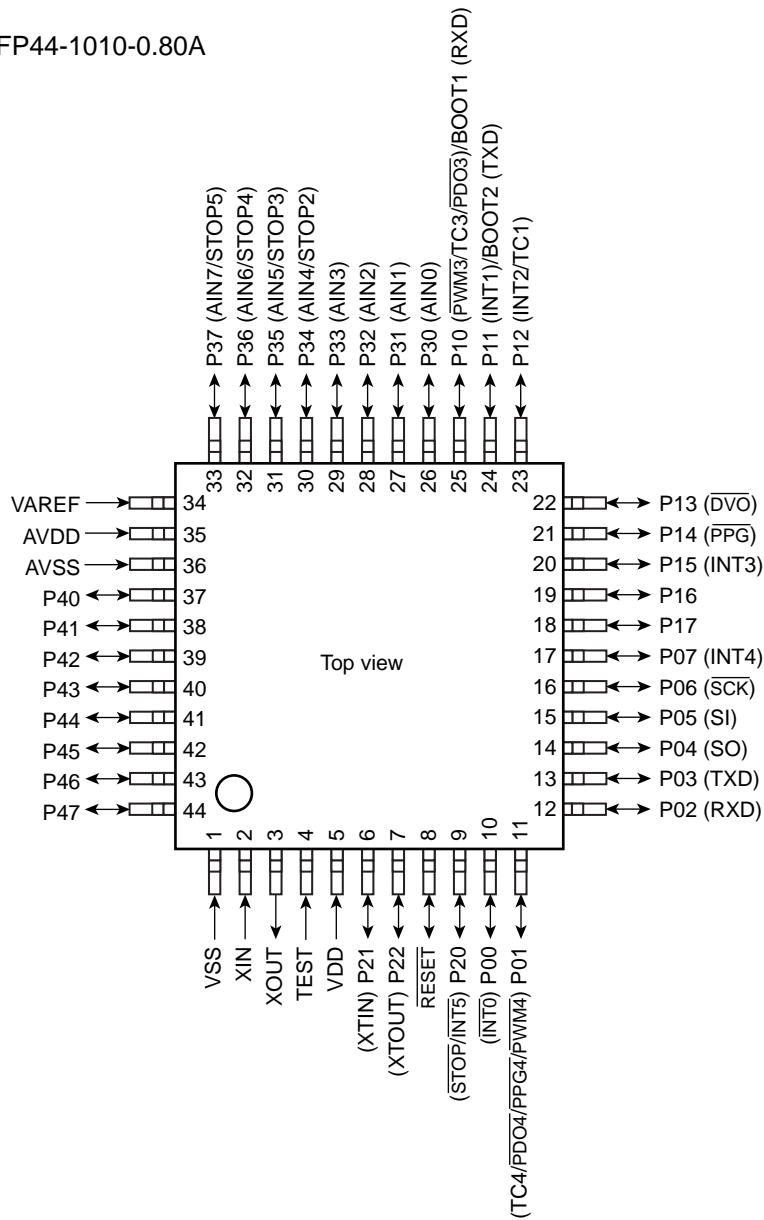 FP44-1010-0.80A
P37 (AIN7/STOP5)
P36 (AIN6/STOP4)
P35 (AIN5/STOP3)
P34 (AIN4/STOP2)
P33 (AIN3)
P32 (AIN2)
P31 (AIN1)
P30 (AIN0)
P10 (PWM3/TC3/PDO3)/BOOT1 (RXD)
P11 (INT1)/BOOT2 (TXD)
P12 (INT2/TC1)
33
32
31
30
29
28
27
26
25
24
23
VAREF 34
AVDD 35
AVSS 36
P40 37
P41 38
P42 39
P43 40
P44 41
P45 42
P46 43
P47 44
Top view
22 P13 (DVO)
21 P14 (PPG)
20 P15 (INT3)
19 P16
18 P17
17 P07 (INT4)
16 P06 (SCK)
15 P05 (SI)
14 P04 (SO)
13 P03 (TXD)
12 P02 (RXD)
1
2
3
4
5
6
7
8
9
10
11
VSS
XIN
XOUT
TEST
VDD
(XTIN) P21
(XTOUT) P22
RESET
(STOP/INT5) P20
(INT0) P00
(TC4/PDO4/PPG4/PWM4) P01